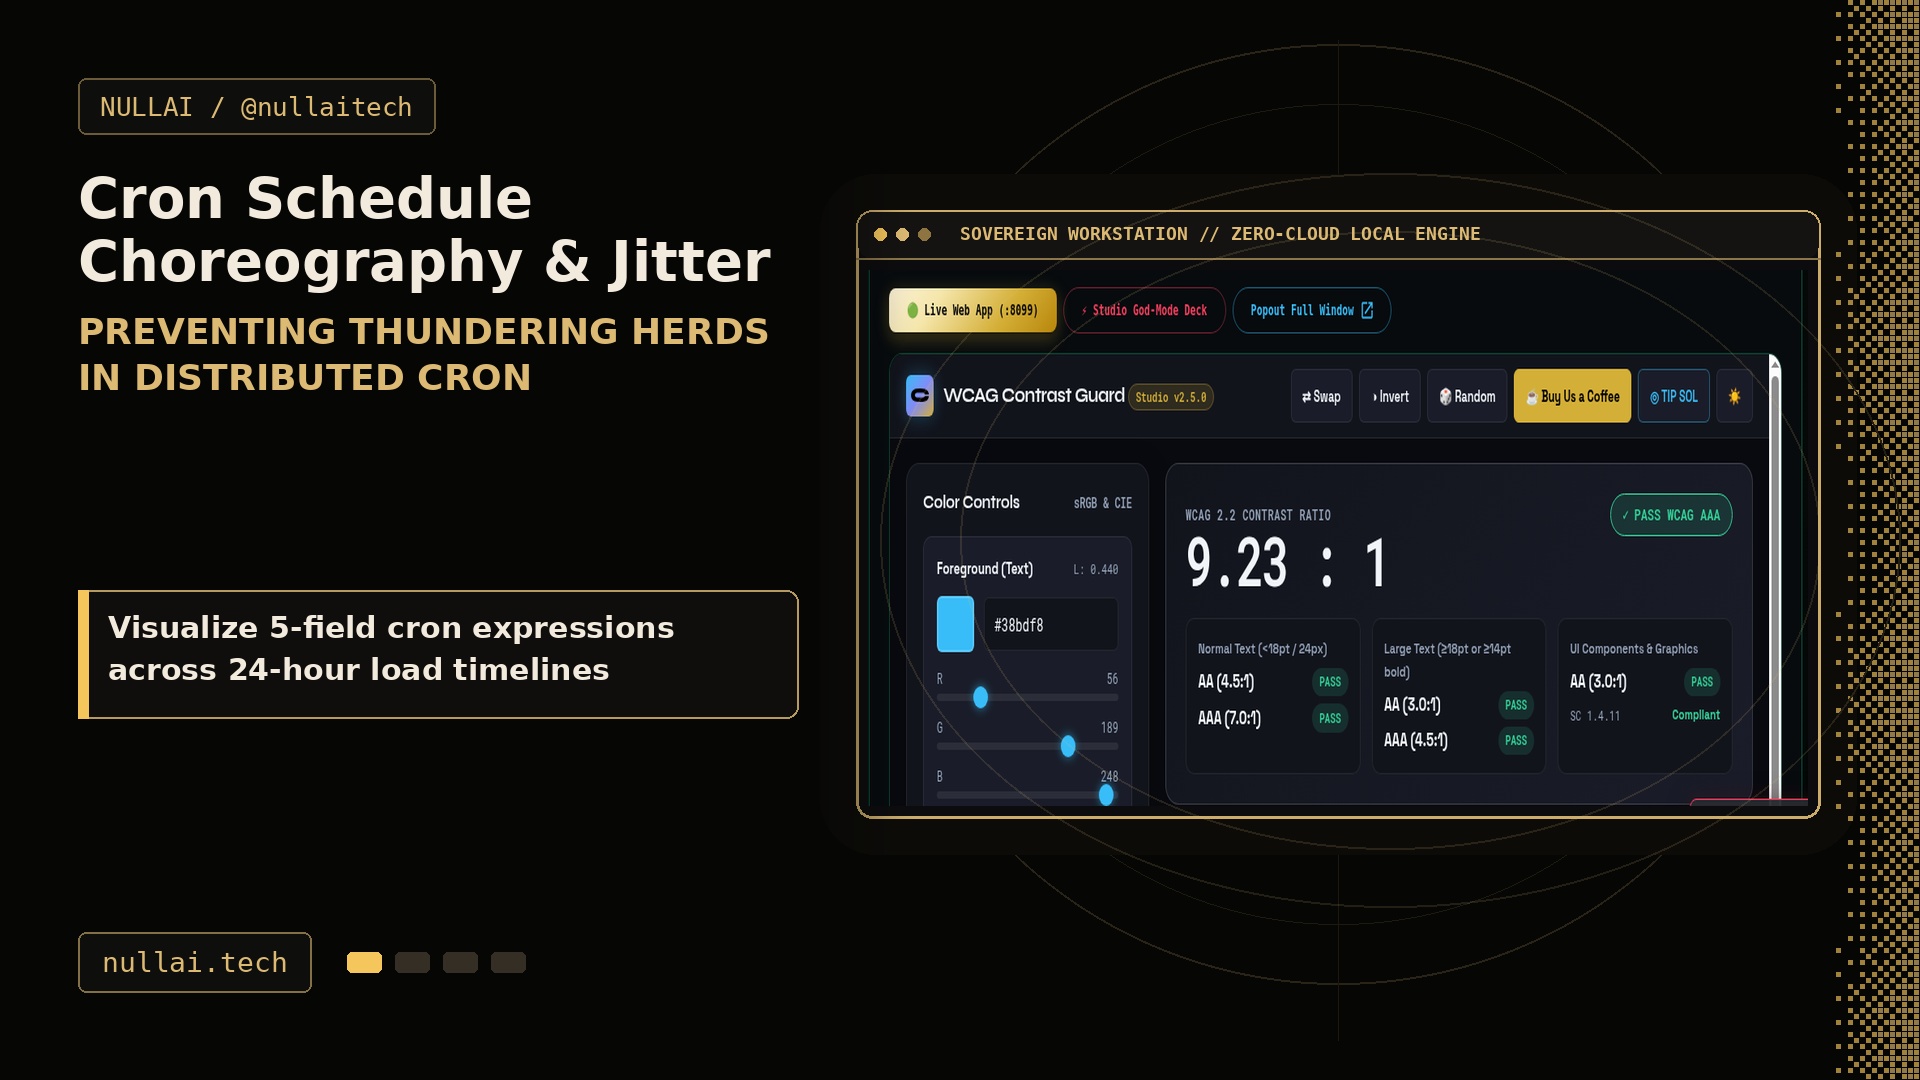 NULLAI / @nullaitech
Cron Schedule
Choreography & Jitter
PREVENTING THUNDERING HERDS
IN DISTRIBUTED CRON
Visualize 5-field cron expressions
across 24-hour load timelines
nullai.tech
SOVEREIGN WORKSTATION // ZERO-CLOUD LOCAL ENGINE
Live Web App (:8099)
⚡ Studio God-Mode Deck
Popout Full Window
C
WCAG Contrast Guard
Studio v2.5.0
⇄ Swap
◑ Invert
🎲 Random
☕ Buy Us a Coffee
◎ TIP SOL
☀️
Color Controls
sRGB & CIE
Foreground (Text)
L: 0.440
#38bdf8
R
56
G
189
B
248
WCAG 2.2 CONTRAST RATIO
9.23 : 1
✓ PASS WCAG AAA
Normal Text (<18pt / 24px)
AA (4.5:1)
PASS
AAA (7.0:1)
PASS
Large Text (≥18pt or ≥14pt
bold)
AA (3.0:1)
PASS
AAA (4.5:1)
PASS
UI Components & Graphics
AA (3.0:1)
PASS
SC 1.4.11
Compliant